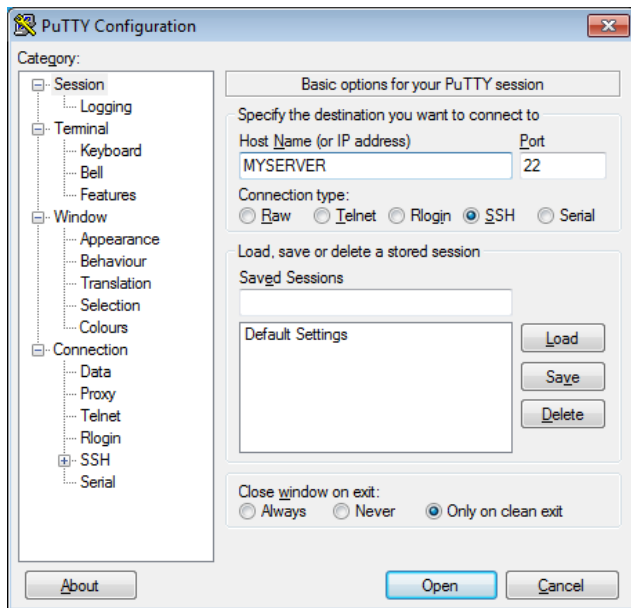 PuTTY Configuration
Category:
Session
Logging
Terminal
Keyboard
Bell
Features
Window
Appearance
Behaviour
Translation
Selection
Colours
Connection
Data
Proxy
Telnet
Rlogin
SSH
Serial
Basic options for your PuTTY session
Specify the destination you want to connect to
Host Name (or IP address) Port
MYSERVER 22
Connection type:
Raw Telnet Rlogin SSH Serial
Load, save or delete a stored session
Saved Sessions
Default Settings
Load
Save
Delete
Close window on exit:
Always Never Only on clean exit
About Open Cancel